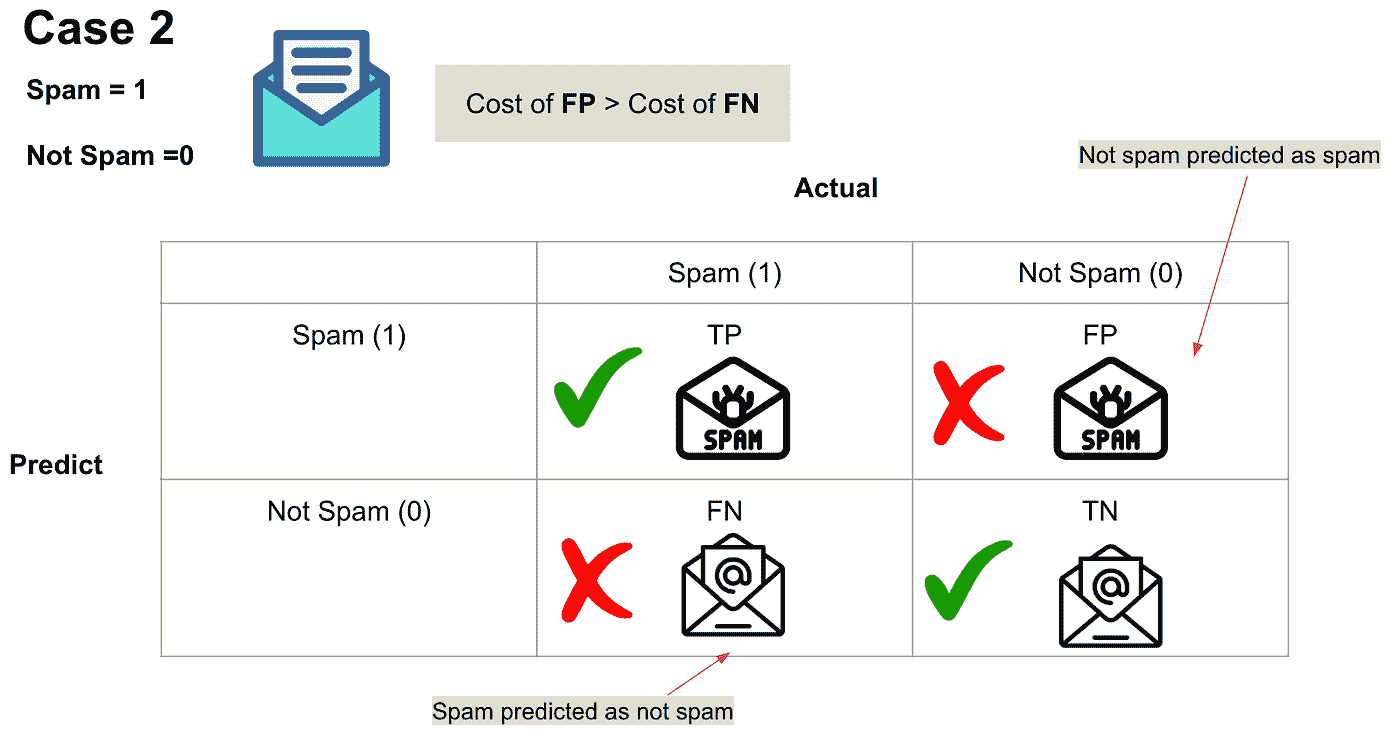 Case 2
Spam = 1
Not Spam =0
Cost of FP > Cost of FN
Not spam predicted as spam
Actual
Spam (1)
Not Spam (0)
Spam (1)
TP
FP
SPAM
SPAM
Predict
Not Spam (0)
FN
TN
@
@
Spam predicted as not spam